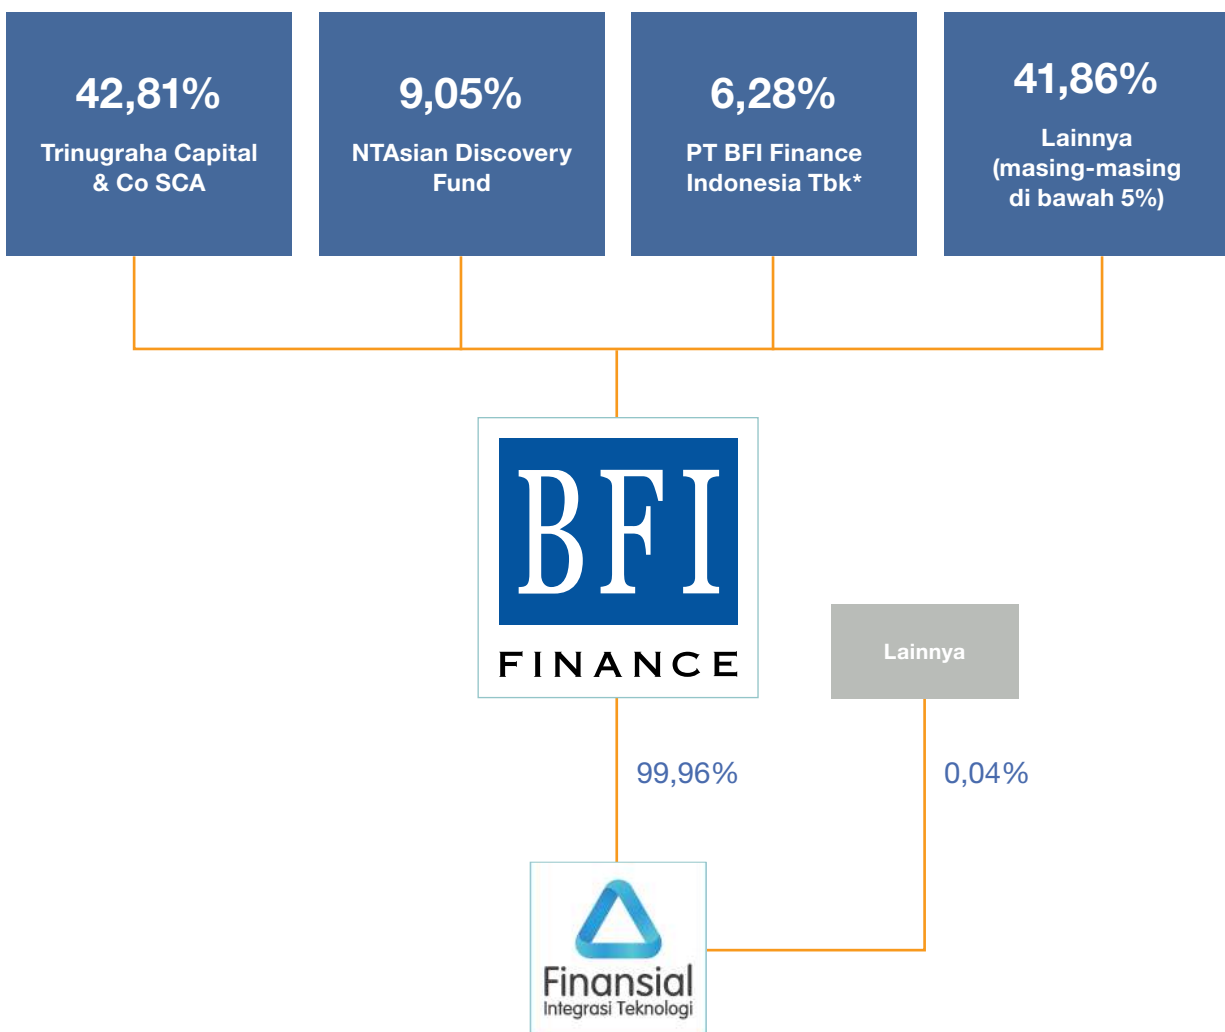 42,81%
Trinugraha Capital
& Co SCA
9,05%
NTAsian Discovery
Fund
6,28%
PT BFI Finance
Indonesia Tbk*
41,86%
Lainnya
(masing-masing
di bawah 5%)
BFI
FINANCE
Lainnya
99,96%
0,04%
Finansial
Integrasi Teknologi